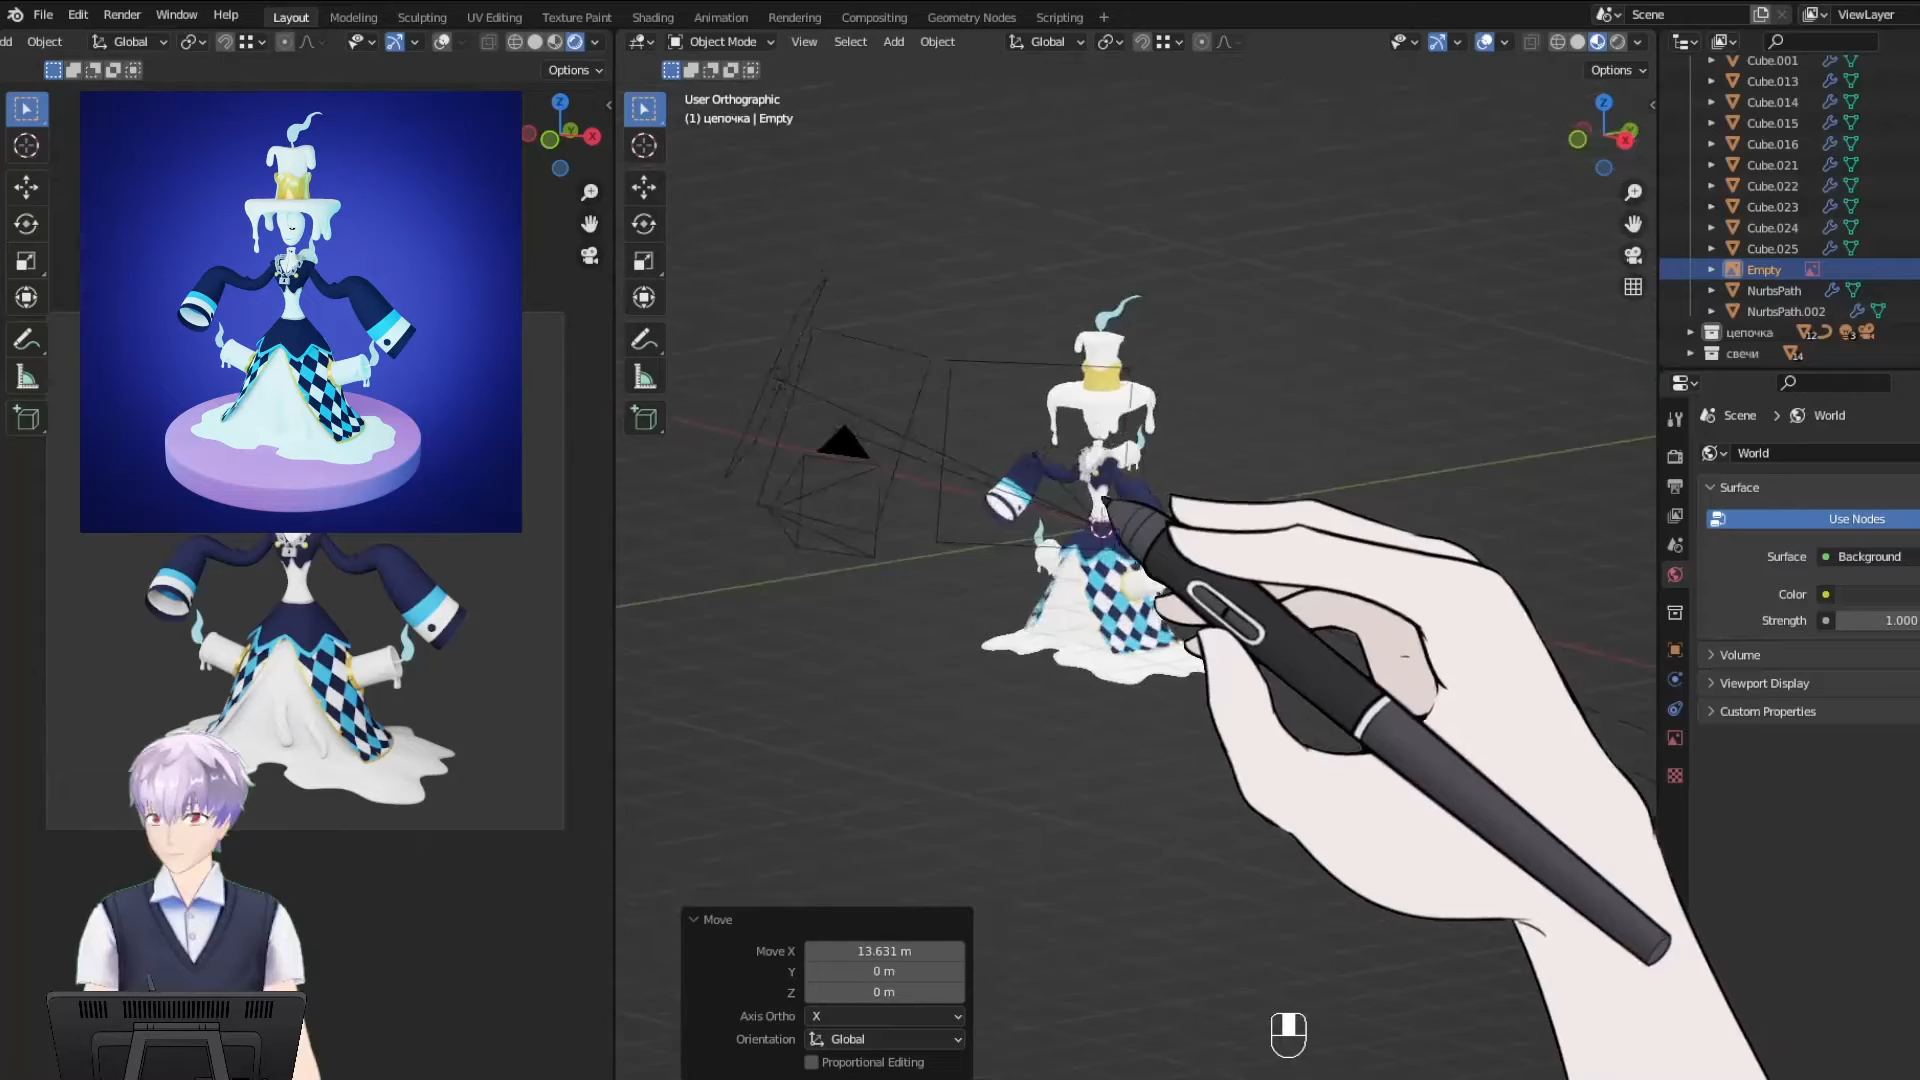 File Edit Render Window Help
Layout Modeling Sculpting UV Editing Texture Paint Shading Animation Rendering Compositing Geometry Nodes Scripting +
Scene
ViewLayer
dd Object Global
Options
Object Mode View Select Add Object Global
Options
User Orthographic
(1) цепочка | Empty
Z
Y
X
Z
Y
X
Cube.001
Cube.013
Cube.014
Cube.015
Cube.016
Cube.021
Cube.022
Cube.023
Cube.024
Cube.025
Empty
NurbsPath
NurbsPath.002
цепочка 12 3
свечи 14
Scene > World
World
Surface
Use Nodes
Surface Background
Color
Strength 1.000
Volume
Viewport Display
Custom Properties
Move
Move X 13.631 m
Y 0 m
Z 0 m
Axis Ortho X
Orientation Global
Proportional Editing